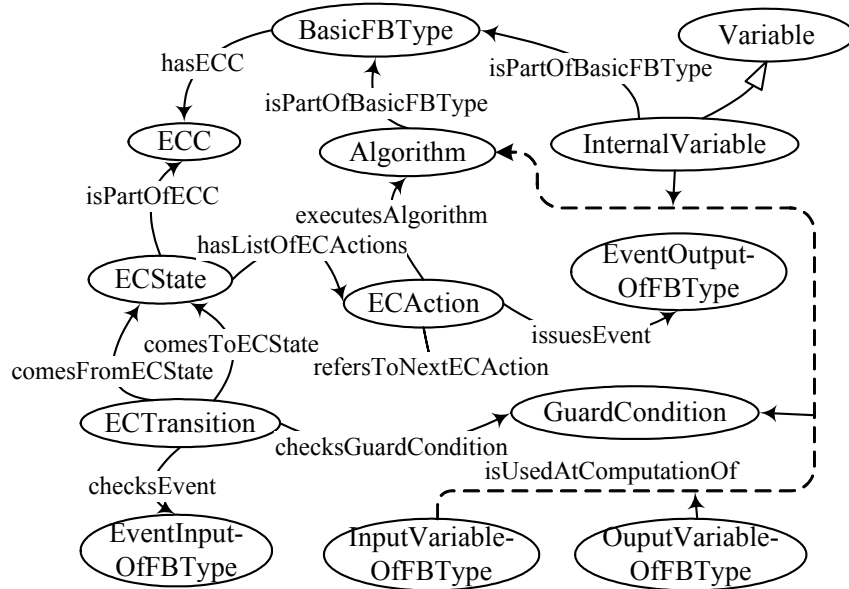 BasicFBType
Variable
hasECC
isPartOfBasicFBType
isPartOfBasicFBType
ECC
Algorithm
InternalVariable
isPartOfECC
executesAlgorithm
hasListOfECActions
EventOutput-
OfFBType
ECState
ECAction
issuesEvent
comesToECState
refersToNextECAction
comesFromECState
ECTransition
GuardCondition
checksGuardCondition
isUsedAtComputationOf
checksEvent
EventInput-
OfFBType
InputVariable-
OfFBType
OuputVariable-
OfFBType